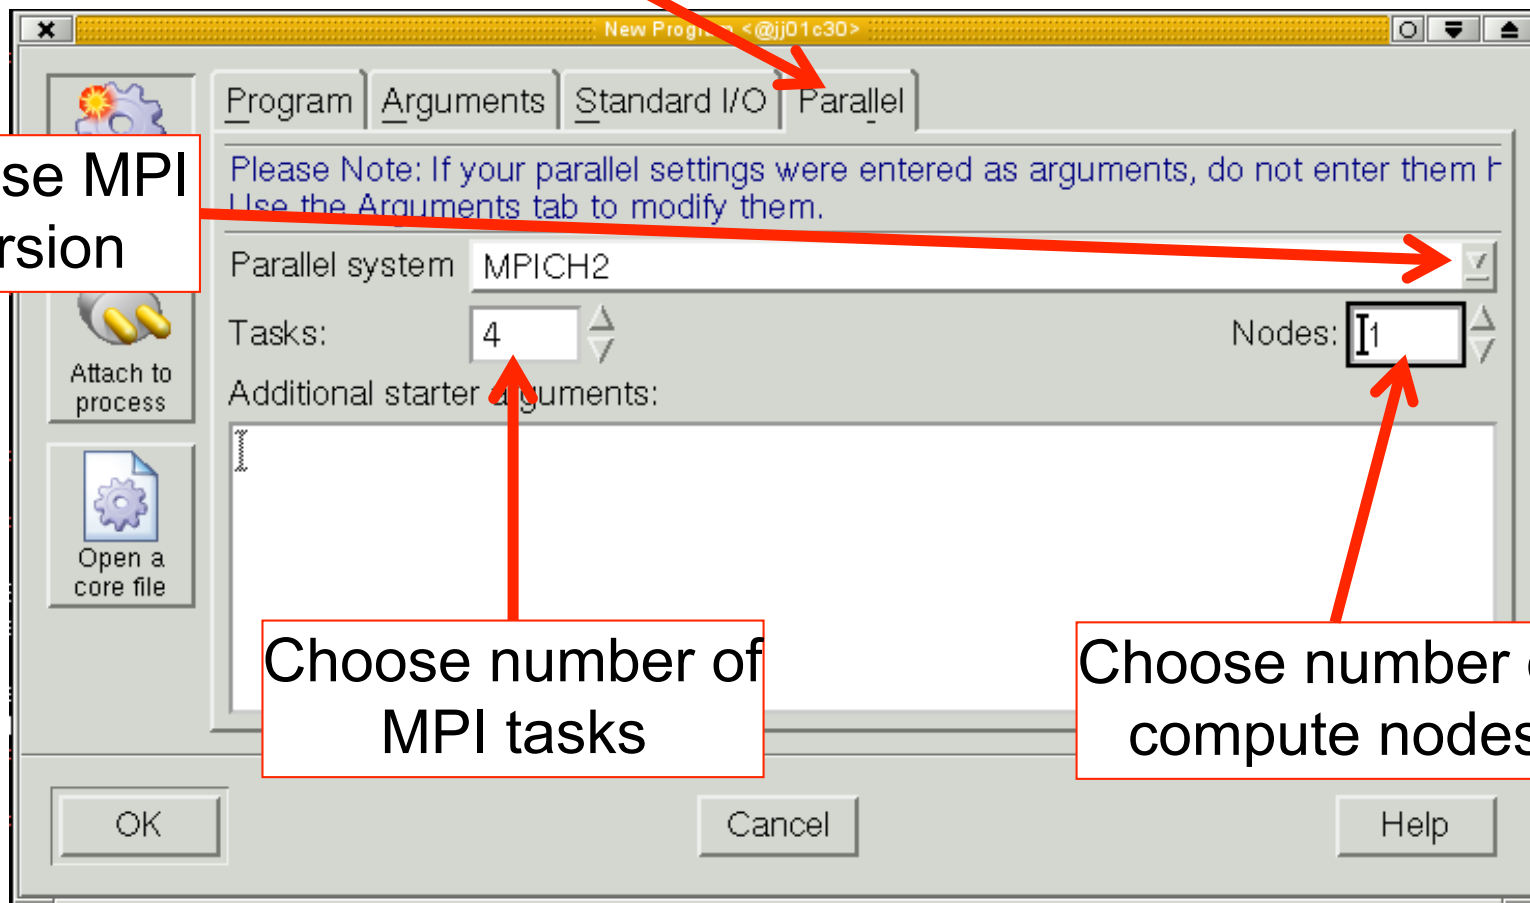 New Program <@jj01c30>
Program Arguments Standard I/O Parallel
Please Note: If your parallel settings were entered as arguments, do not enter them h
Use the Arguments tab to modify them.
se MPI
rsion
Parallel system MPICH2
Tasks: 4 Nodes: 1
Attach to
process
Additional starter arguments:
Open a
core file
Choose number of
MPI tasks
Choose number
compute nodes
OK Cancel Help